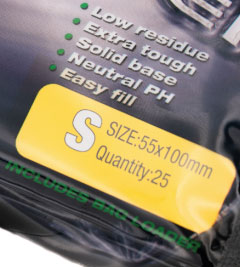 Low residue
Extra tough
Solid base
Neutral PH
Easy fill
S
SIZE:55x100mm
Quantity:25
INCLUDES BAG LOADER